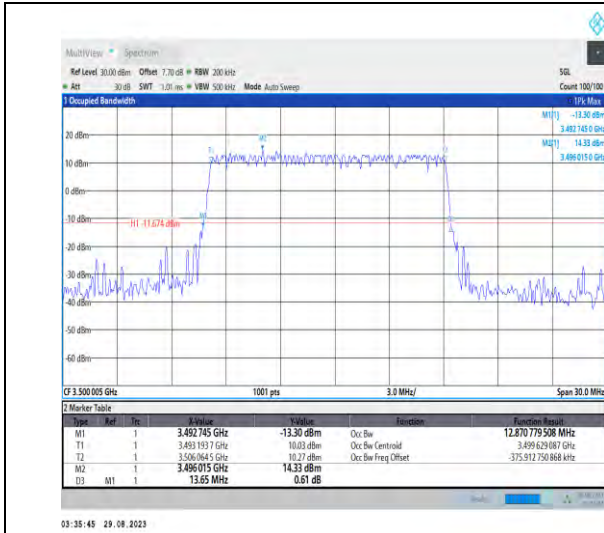 MultiView Spectrum
Ref Level 30.00 dBm Offset 7.70 dB RBW 200 kHz SGL
Att 30 dB SWT 1.01 ms VBW 500 kHz Mode Auto Sweep Count 100/100
1 Occupied Bandwidth 1Pk Max
M1[1] -13.30 dBm
3.492 745 0 GHz
20 dBm M2[1] 14.33 dBm
3.496 015 0 GHz
T1 M2 T2
10 dBm
0 dBm
-10 dBm M1
H1 -11.674 dBm
-20 dBm
-30 dBm
-40 dBm
-50 dBm
-60 dBm
CF 3.500 005 GHz 1001 pts 3.0 MHz/ Span 30.0 MHz
2 Marker Table
Type Ref Trc X-Value Y-Value Function Function Result
M1 1 3.492 745 GHz -13.30 dBm Occ Bw 12.870 779 508 MHz
T1 1 3.493 193 7 GHz 10.03 dBm Occ Bw Centroid 3.499 629 087 GHz
T2 1 3.506 064 5 GHz 10.27 dBm Occ Bw Freq Offset -375.912 750 868 kHz
M2 1 3.496 015 GHz 14.33 dBm
D3 M1 1 13.65 MHz 0.61 dB
03:35:45 29.08.2023